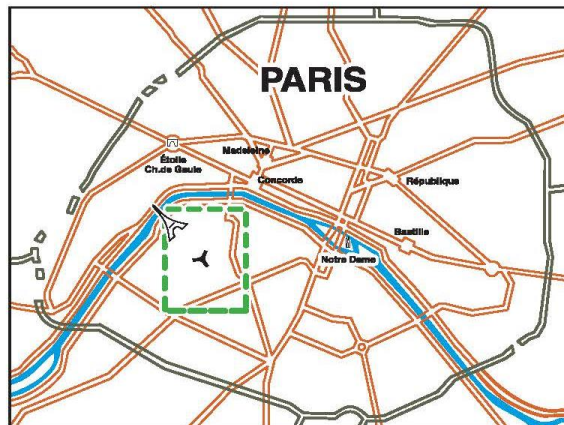 PARIS
Madeleine
Étoile
Ch.de Gaule
Concorde
République
Bastille
Notre Dame